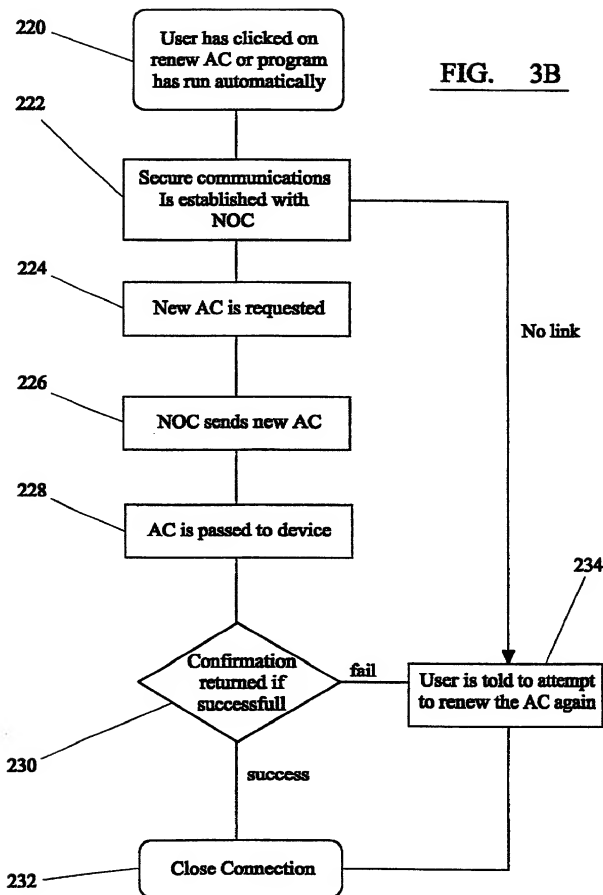 220
User has clicked on
renew AC or program
has run automatically
FIG. 3B
222
Secure communications
Is established with
NOC
224
New AC is requested
No link
226
NOC sends new AC
228
AC is passed to device
234
Confirmation
returned if
successfull
fail
User is told to attempt
to renew the AC again
230
success
232
Close Connection